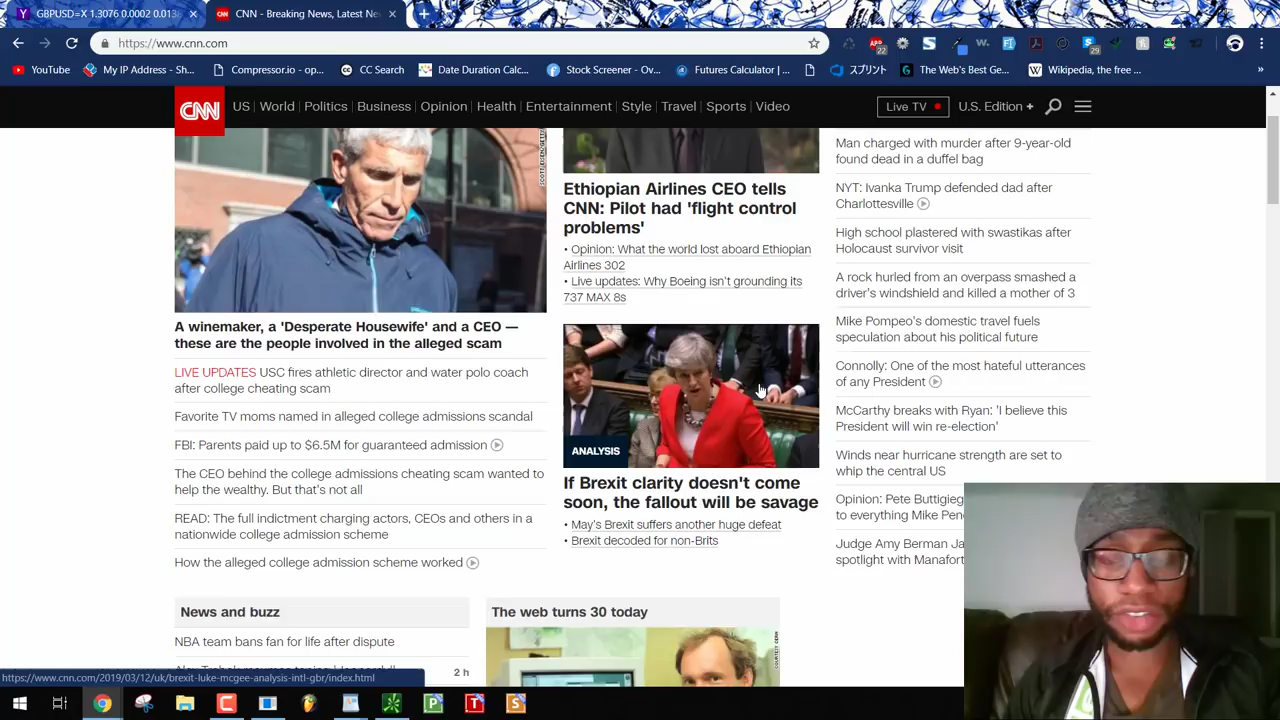 GBPUSD=X 1.3076 0.0002 0.013
CNN - Breaking News, Latest Ne
https://www.cnn.com
22
29
YouTube
My IP Address - Sh...
Compressor.io - op...
CC Search
Date Duration Calc...
Stock Screener - Ov...
Futures Calculator | ...
スプリント
The Web's Best Ge...
Wikipedia, the free ...
»
CNN
US
World
Politics
Business
Opinion
Health
Entertainment
Style
Travel
Sports
Video
Live TV
U.S. Edition +
A winemaker, a 'Desperate Housewife' and a CEO —
these are the people involved in the alleged scam
LIVE UPDATES USC fires athletic director and water polo coach
after college cheating scam
Favorite TV moms named in alleged college admissions scandal
FBI: Parents paid up to $6.5M for guaranteed admission
The CEO behind the college admissions cheating scam wanted to
help the wealthy. But that's not all
READ: The full indictment charging actors, CEOs and others in a
nationwide college admission scheme
How the alleged college admission scheme worked
Ethiopian Airlines CEO tells
CNN: Pilot had 'flight control
problems'
• Opinion: What the world lost aboard Ethiopian
Airlines 302
• Live updates: Why Boeing isn't grounding its
737 MAX 8s
ANALYSIS
If Brexit clarity doesn't come
soon, the fallout will be savage
• May's Brexit suffers another huge defeat
• Brexit decoded for non-Brits
Man charged with murder after 9-year-old
found dead in a duffel bag
NYT: Ivanka Trump defended dad after
Charlottesville
High school plastered with swastikas after
Holocaust survivor visit
A rock hurled from an overpass smashed a
driver's windshield and killed a mother of 3
Mike Pompeo's domestic travel fuels
speculation about his political future
Connolly: One of the most hateful utterances
of any President
McCarthy breaks with Ryan: 'I believe this
President will win re-election'
Winds near hurricane strength are set to
whip the central US
Opinion: Pete Buttigieg
to everything Mike Pen
Judge Amy Berman Ja
spotlight with Manafor
News and buzz
NBA team bans fan for life after dispute
2 h
The web turns 30 today
https://www.cnn.com/2019/03/12/uk/brexit-luke-mcgee-analysis-intl-gbr/index.html